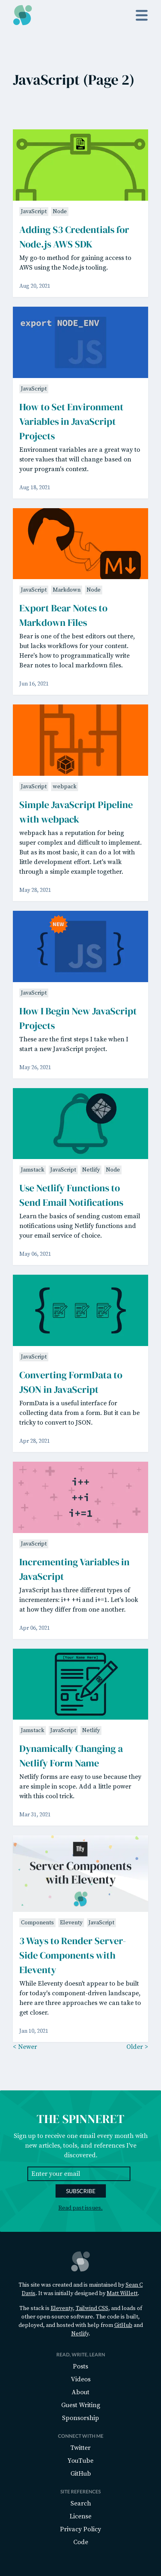 JavaScript (Page 2)
JavaScript Node
Adding S3 Credentials for
Node.js AWS SDK
My go-to method for gaining access to
AWS using the Node.js tooling.
Aug 20, 2021
export NODE_ENV
JS
JavaScript
How to Set Environment
Variables in JavaScript
Projects
Environment variables are a great way to
store values that will change based on
your program's context.
Aug 18, 2021
JavaScript Markdown Node
Export Bear Notes to
Markdown Files
Bear is one of the best editors out there,
but lacks workflows for your content.
Here's how to programmatically write
Bear notes to local markdown files.
Jun 16, 2021
JavaScript webpack
Simple JavaScript Pipeline
with webpack
webpack has a reputation for being
super complex and difficult to implement.
But as its most basic, it can do a lot with
little development effort. Let's walk
through a simple example together.
May 28, 2021
NEW
JS
JavaScript
How I Begin New JavaScript
Projects
These are the first steps I take when I
start a new JavaScript project.
May 26, 2021
Jamstack JavaScript Netlify Node
Use Netlify Functions to
Send Email Notifications
Learn the basics of sending custom email
notifications using Netlify Functions and
your email service of choice.
May 06, 2021
JavaScript
Converting FormData to
JSON in JavaScript
FormData is a useful interface for
collecting data from a form. But it can be
tricky to convert to JSON.
Apr 28, 2021
i++
++i
i+=1
JavaScript
Incrementing Variables in
JavaScript
JavaScript has three different types of
incrementers: i++ ++i and i+=1. Let's look
at how they differ from one another.
Apr 06, 2021
Jamstack JavaScript Netlify
Dynamically Changing a
Netlify Form Name
Netlify forms are easy to use because they
are simple in scope. Add a little power
with this cool trick.
Mar 31, 2021
11ty
Server Components
with Eleventy
Components Eleventy JavaScript
3 Ways to Render Server-
Side Components with
Eleventy
While Eleventy doesn't appear to be built
for today's component-driven landscape,
here are three approaches we can take to
get closer.
Jan 10, 2021
< Newer Older >
THE SPINNERET
Sign up to receive one email every month with
new articles, tools, and references I've
discovered.
Enter your email
SUBSCRIBE
Read past issues.
This site was created and is maintained by Sean C
Davis. It was initially designed by Matt Willett.
The stack is Eleventy, Tailwind CSS, and loads of
other open source software. The code is built,
deployed, and hosted with help from GitHub and
Netlify.
READ, WRITE, LEARN
Posts
Videos
About
Guest Writing
Sponsorship
CONNECT WITH ME
Twitter
YouTube
GitHub
SITE REFERENCES
Search
License
Privacy Policy
Code